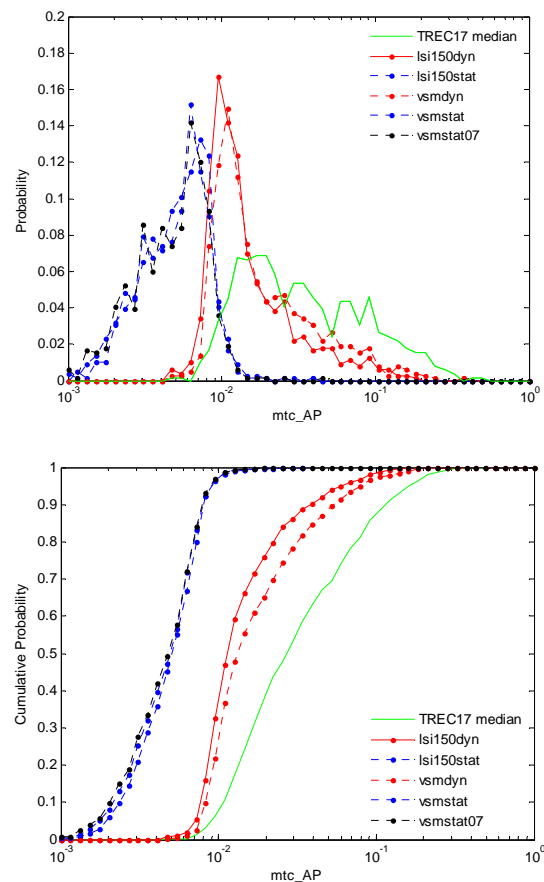 0.2
0.18
0.16
0.14
0.12
0.1
0.08
0.06
0.04
0.02
0
Probability
TREC17 median
lsi150dyn
lsi150stat
vsmdyn
vsmstat
vsmstat07
10^-3 10^-2 10^-1 10^0
mtc_AP
1
0.9
0.8
0.7
0.6
0.5
0.4
0.3
0.2
0.1
0
Cumulative Probability
TREC17 median
lsi150dyn
lsi150stat
vsmdyn
vsmstat
vsmstat07
10^-3 10^-2 10^-1 10^0
mtc_AP